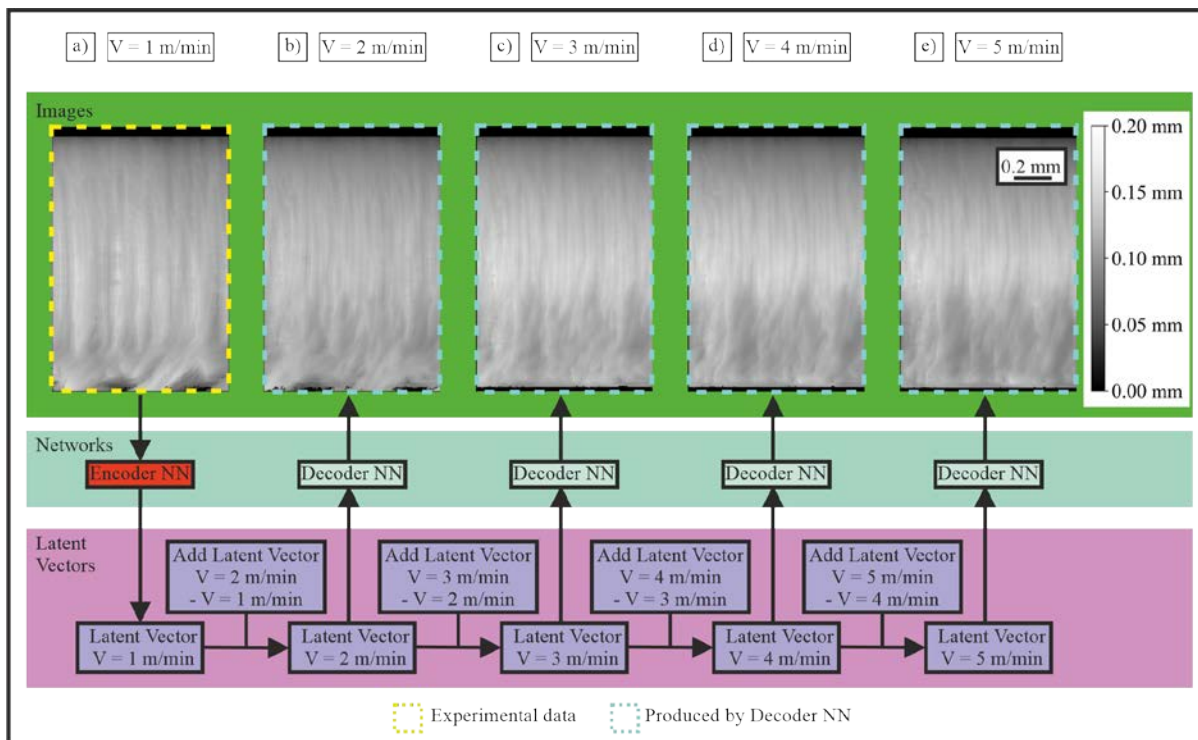 a) V = 1 m/min b) V = 2 m/min c) V = 3 m/min d) V = 4 m/min e) V = 5 m/min
Images
0.20 mm
0.2 mm
0.15 mm
0.10 mm
0.05 mm
0.00 mm
Networks
Encoder NN Decoder NN Decoder NN Decoder NN Decoder NN
Latent
Vectors
Add Latent Vector
V = 2 m/min
- V = 1 m/min
Add Latent Vector
V = 3 m/min
- V = 2 m/min
Add Latent Vector
V = 4 m/min
- V = 3 m/min
Add Latent Vector
V = 5 m/min
- V = 4 m/min
Latent Vector
V = 1 m/min
Latent Vector
V = 2 m/min
Latent Vector
V = 3 m/min
Latent Vector
V = 4 m/min
Latent Vector
V = 5 m/min
Experimental data
Produced by Decoder NN